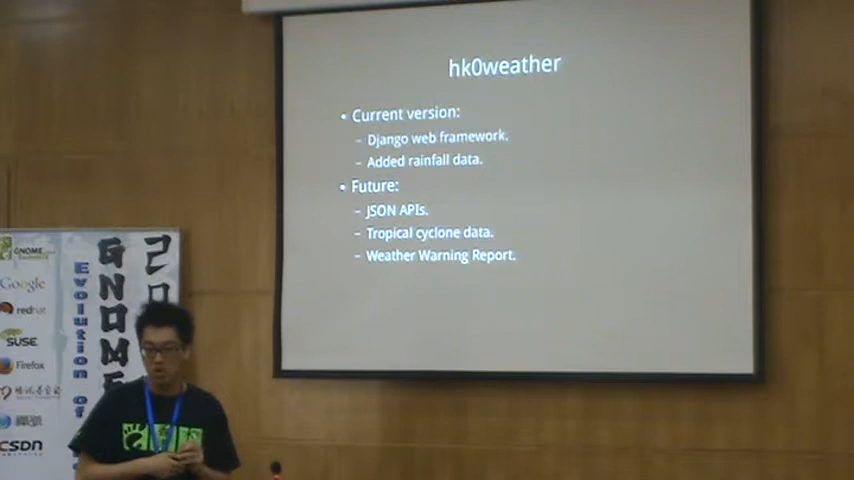 hk0weather
• Current version:
– Django web framework.
– Added rainfall data.
• Future:
– JSON APIs.
– Tropical cyclone data.
– Weather Warning Report.
GNOME
Google
redhat
SUSE
Firefox
CSDN
Evolution of
GNOME
20